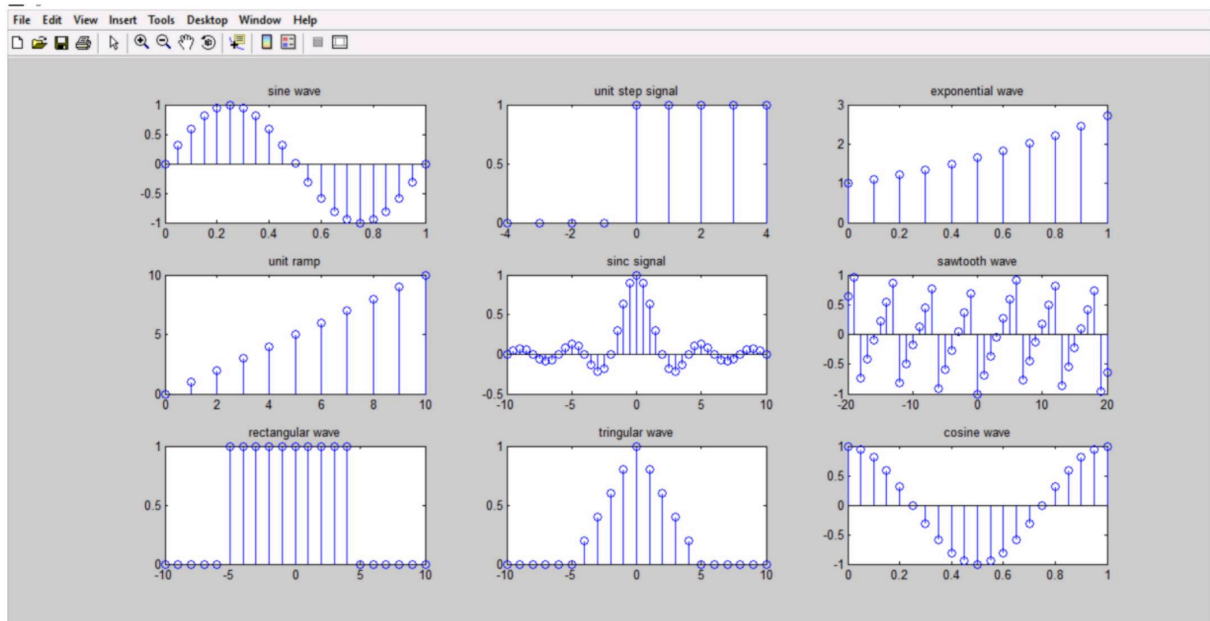 File Edit View Insert Tools Desktop Window Help
sine wave
1
0.5
0
-0.5
-1
0 0.2 0.4 0.6 0.8 1
unit step signal
1
0.5
0
-4 -2 0 2 4
exponential wave
3
2
1
0
0 0.2 0.4 0.6 0.8 1
unit ramp
10
5
0
0 2 4 6 8 10
sinc signal
1
0.5
0
-0.5
-10 -5 0 5 10
sawtooth wave
1
0.5
0
-0.5
-1
-20 -10 0 10 20
rectangular wave
1
0.5
0
-10 -5 0 5 10
tringular wave
1
0.5
0
-10 -5 0 5 10
cosine wave
1
0.5
0
-0.5
-1
0 0.2 0.4 0.6 0.8 1